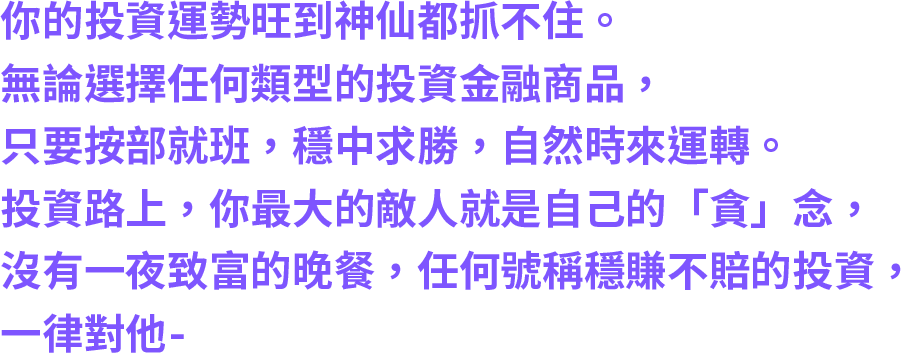 你的投資運勢旺到神仙都抓不住。
無論選擇任何類型的投資金融商品，
只要按部就班，穩中求勝，自然時來運轉。
投資路上，你最大的敵人就是自己的「貪」念，
沒有一夜致富的晚餐，任何號稱穩賺不賠的投資，
一律對他-